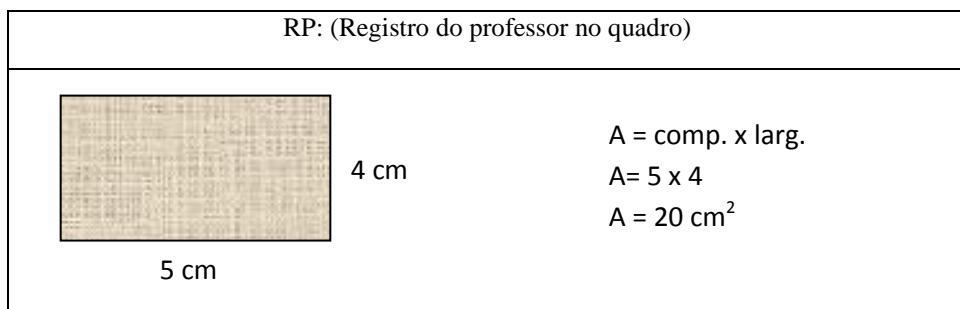 RP: (Registro do professor no quadro)
4 cm
5 cm
A = comp. x larg.
A= 5 x 4
A = 20 cm²